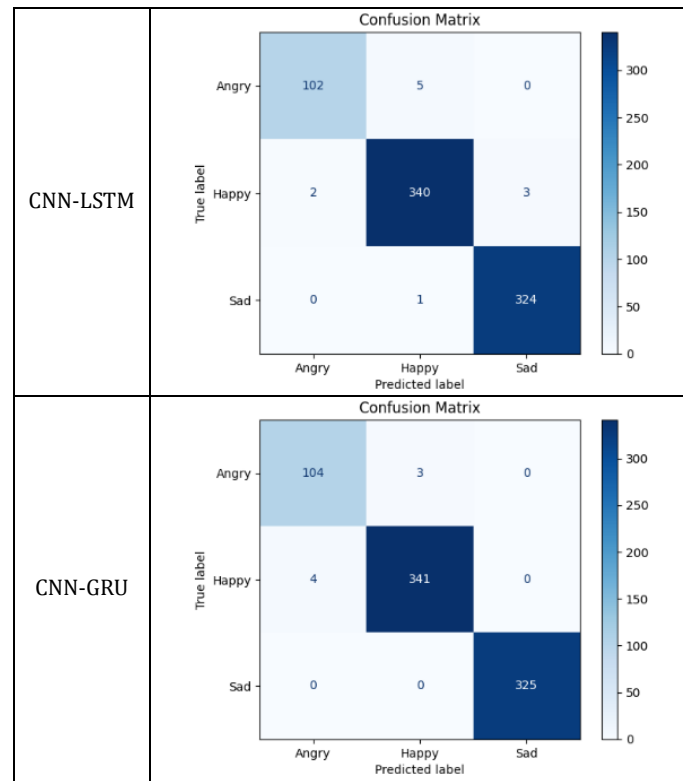 CNN-LSTM
Confusion Matrix
True label
Angry 102 5 0
Happy 2 340 3
Sad 0 1 324
Angry Happy Sad
Predicted label
300
250
200
150
100
50
0
CNN-GRU
Confusion Matrix
True label
Angry 104 3 0
Happy 4 341 0
Sad 0 0 325
Angry Happy Sad
Predicted label
300
250
200
150
100
50
0